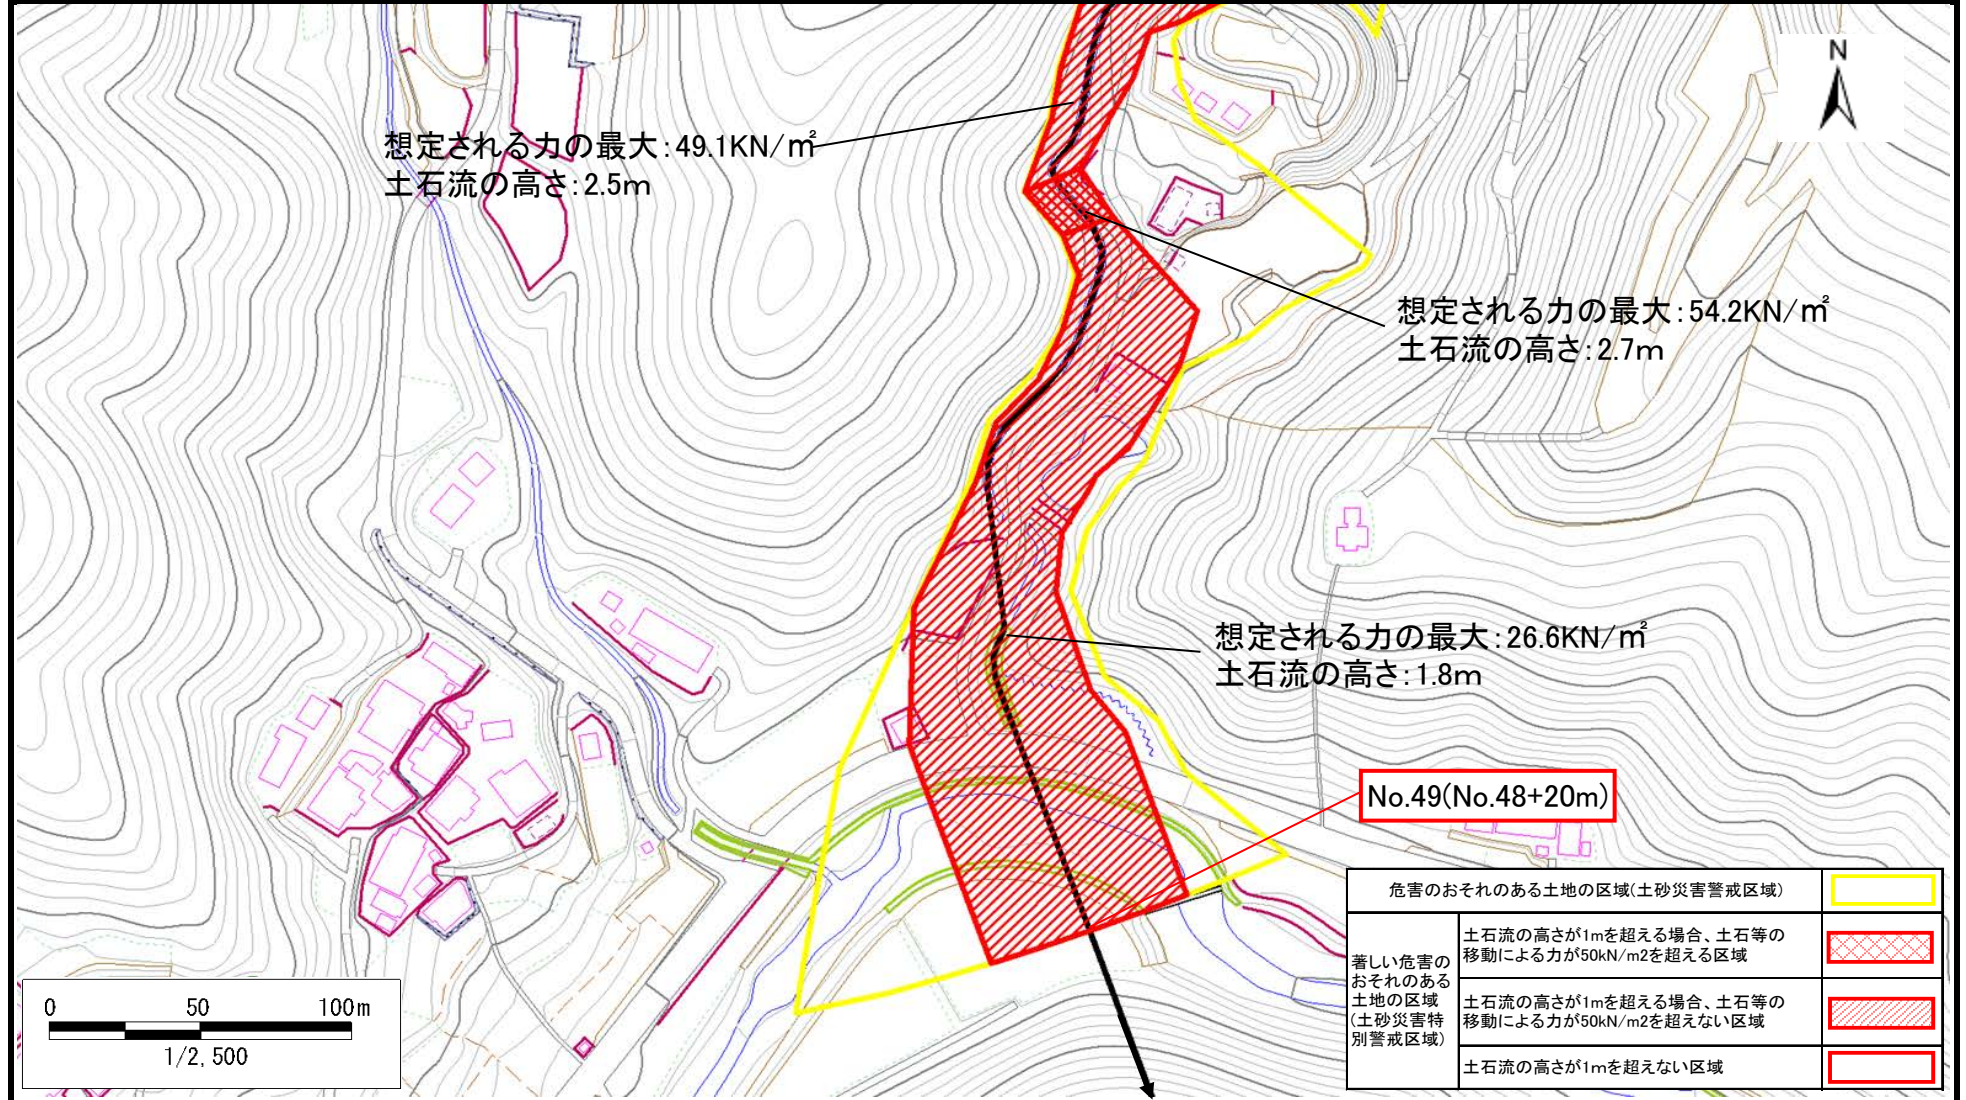 N
想定される力の最大:49.1KN/㎡
土石流の高さ:2.5m
想定される力の最大:54.2KN/㎡
土石流の高さ:2.7m
想定される力の最大:26.6KN/㎡
土石流の高さ:1.8m
No.49(No.48+20m)
危害のおそれのある土地の区域(土砂災害警戒区域)
著しい危害の
おそれのある
土地の区域
(土砂災害特
別警戒区域)
土石流の高さが1mを超える場合、土石等の
移動による力が50kN/m2を超える区域
土石流の高さが1mを超える場合、土石等の
移動による力が50kN/m2を超えない区域
土石流の高さが1mを超えない区域
0 50 100m
1/2,500